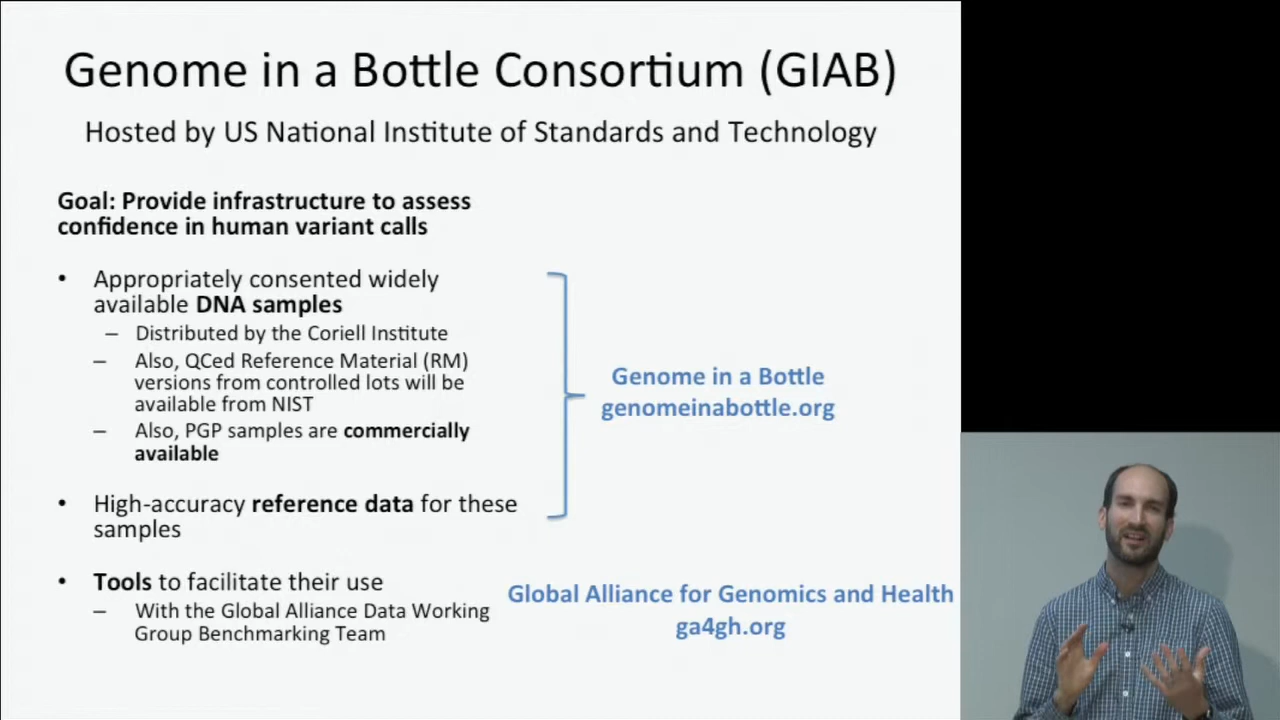 Genome in a Bottle Consortium (GIAB)
Hosted by US National Institute of Standards and Technology
Goal: Provide infrastructure to assess
confidence in human variant calls
• Appropriately consented widely
available DNA samples
– Distributed by the Coriell Institute
– Also, QCed Reference Material (RM)
versions from controlled lots will be
available from NIST
– Also, PGP samples are commercially
available
• High-accuracy reference data for these
samples
• Tools to facilitate their use
– With the Global Alliance Data Working
Group Benchmarking Team
Genome in a Bottle
genomeinabottle.org
Global Alliance for Genomics and Health
ga4gh.org